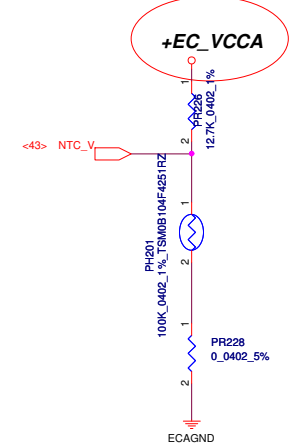 +EC_VCCA
1
PR226
12.7K_0402_1%
2
<43> NTC_V
1
PH201
100K_0402_1%_TSM0B104F4251RZ
2
1
PR228
0_0402_5%
2
ECAGND